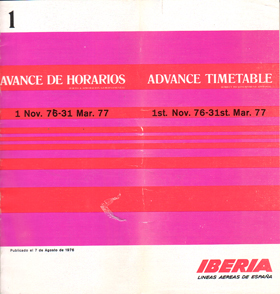 1
AVANCE DE HORARIOS
ADVANCE TIMETABLE
1 Nov. 76-31 Mar. 77
1st. Nov. 76-31st. Mar. 77
Publicado el 1º de Agosto de 1976
IBERIA
LINEAS AEREAS DE ESPAÑA